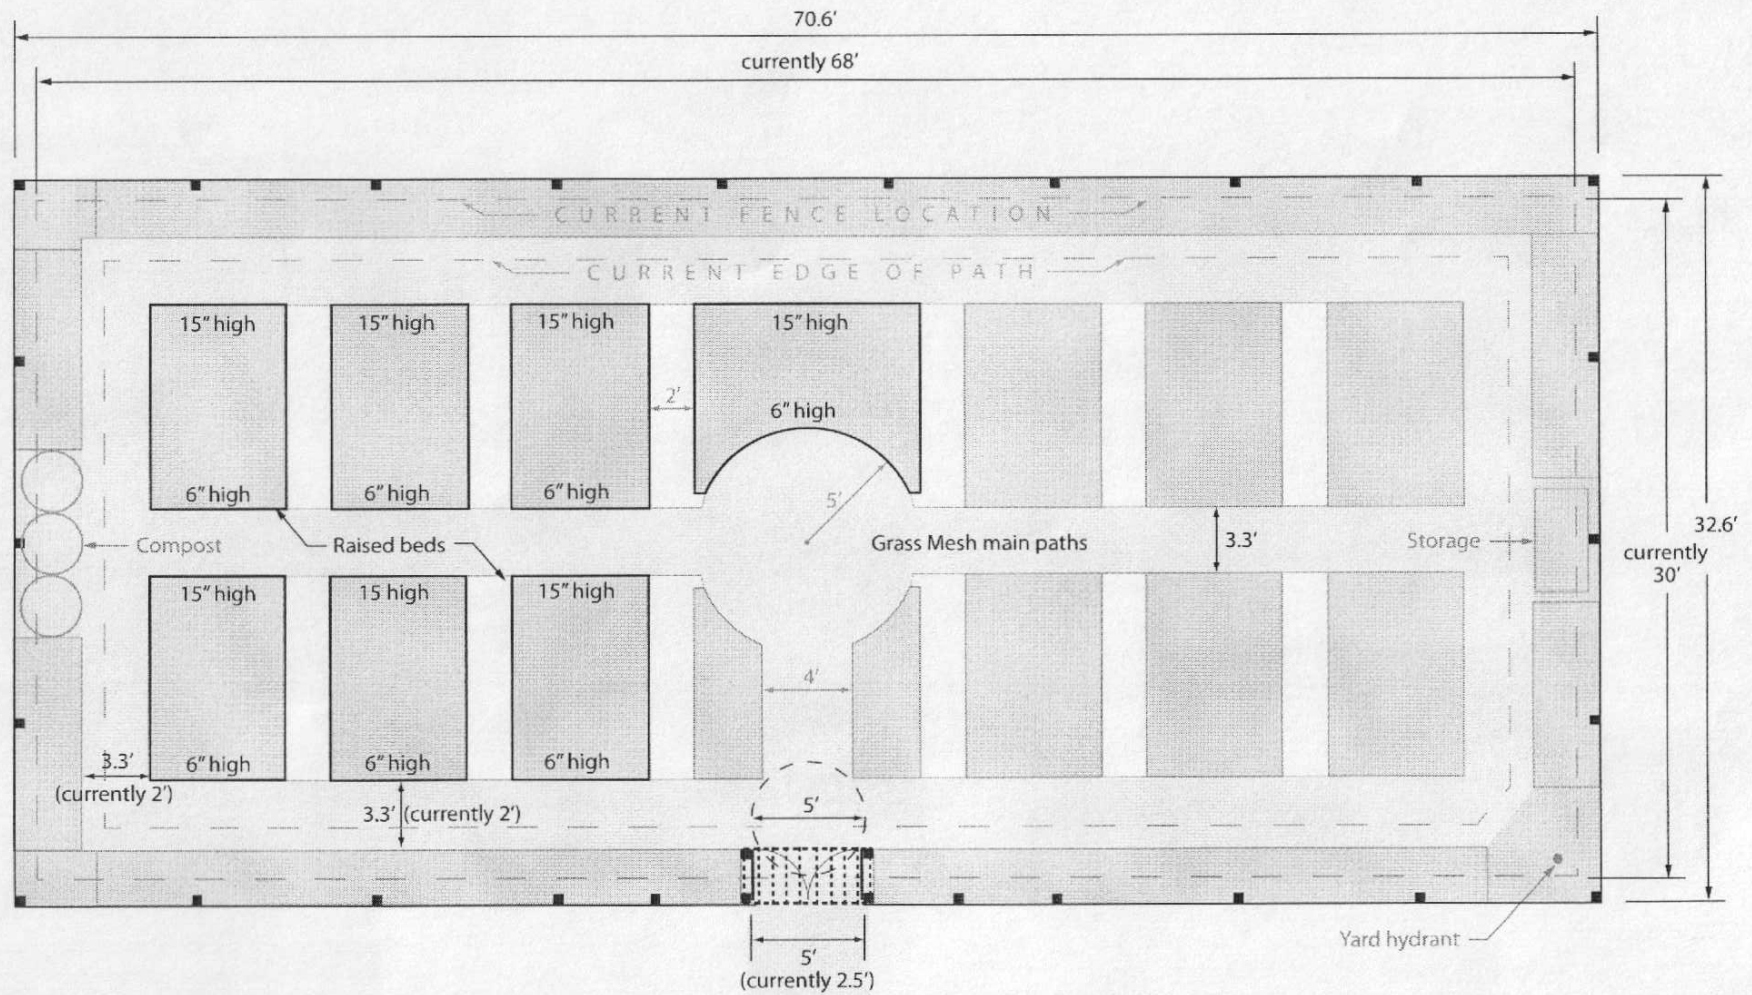 70.6'
currently 68'
CURRENT FENCE LOCATION
CURRENT EDGE OF PATH
15" high
15" high
15" high
15" high
2'
6" high
6" high
6" high
6" high
5'
Compost
Raised beds
Grass Mesh main paths
3.3'
Storage
32.6'
currently
30'
15" high
15 high
15" high
4'
3.3'
(currently 2')
6" high
6" high
6" high
3.3' (currently 2')
5'
5'
(currently 2.5')
Yard hydrant